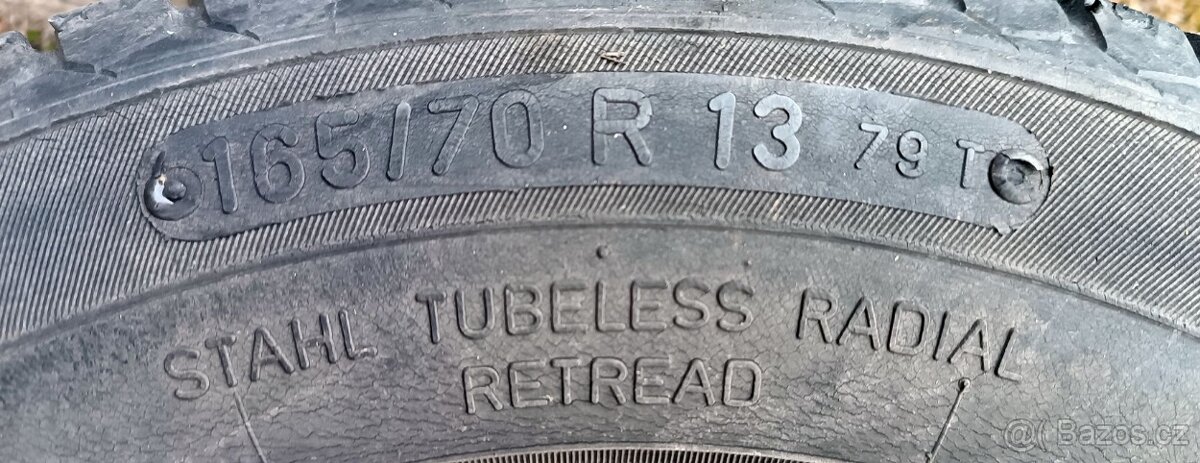 165/70 R 13 79 T
STAHL TUBELESS RADIAL
RETREAD
@( Bazos.cz